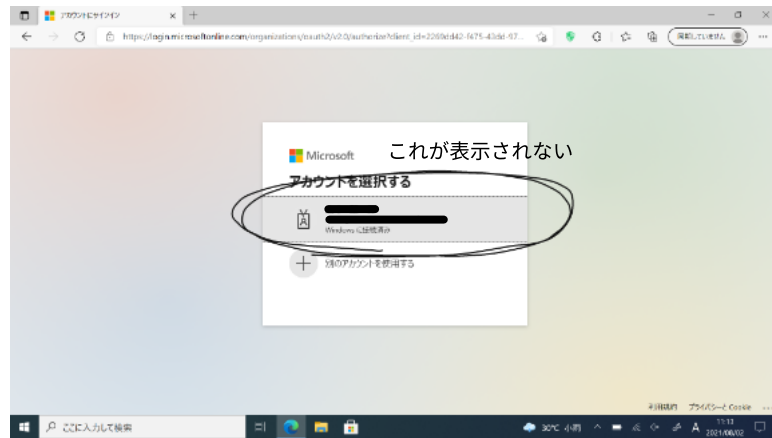 アカウントにサインイン
https://login.microsoftonline.com/organizations/oauth2/v2.0/authorize?client_id=
同期していません
Microsoft
これが表示されない
アカウントを選択する
Windows に接続済み
別のアカウントを使用する
利用規約 プライバシーと Cookie
ここに入力して検索
30°C 小雨
A
11:13
2021/08/02